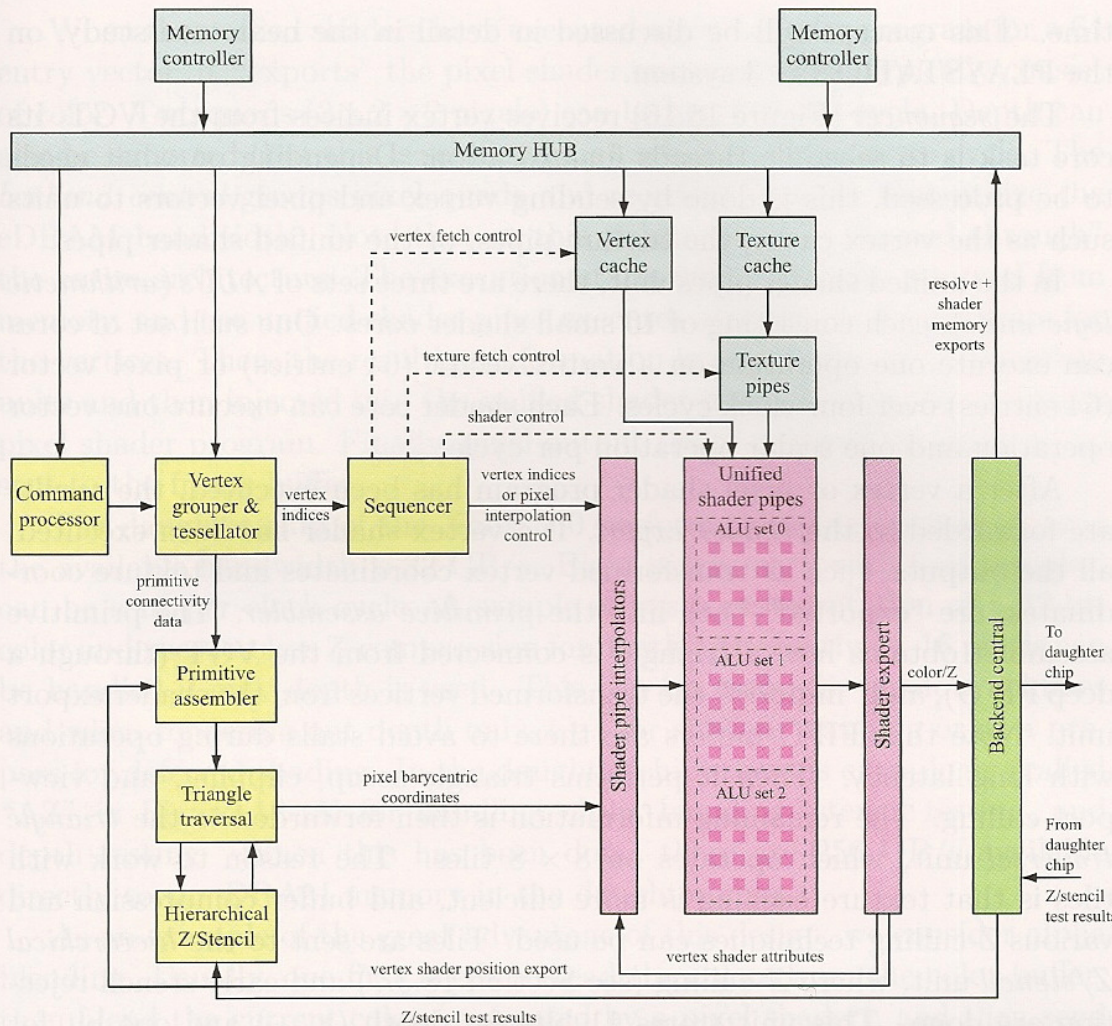 Memory
controller
Memory
controller
Memory HUB
vertex fetch control
Vertex
cache
Texture
cache
resolve +
shader
memory
exports
texture fetch control
Texture
pipes
shader control
Command
processor
Vertex
grouper &
tessellator
vertex
indices
Sequencer
vertex indices
or pixel
interpolation
control
Shader pipe interpolators
Unified
shader pipes
ALU set 0
ALU set 1
ALU set 2
Shader export
color/Z
Backend central
To
daughter
chip
primitive
connectivity
data
Primitive
assembler
Triangle
traversal
pixel barycentric
coordinates
From
daughter
chip
Z/stencil
test results
Hierarchical
Z/Stencil
vertex shader position export
vertex shader attributes
Z/stencil test results